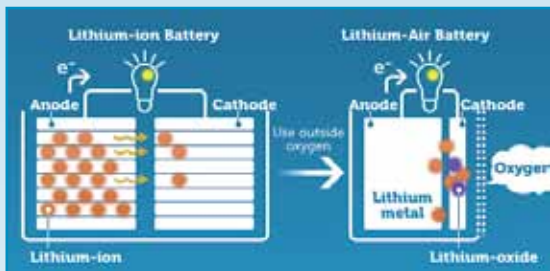 Lithium-ion Battery
e⁻
Anode
Cathode
Lithium-ion
Use outside
oxygen
Lithium-Air Battery
e⁻
Anode
Cathode
Lithium
metal
Oxygen
Lithium-oxide